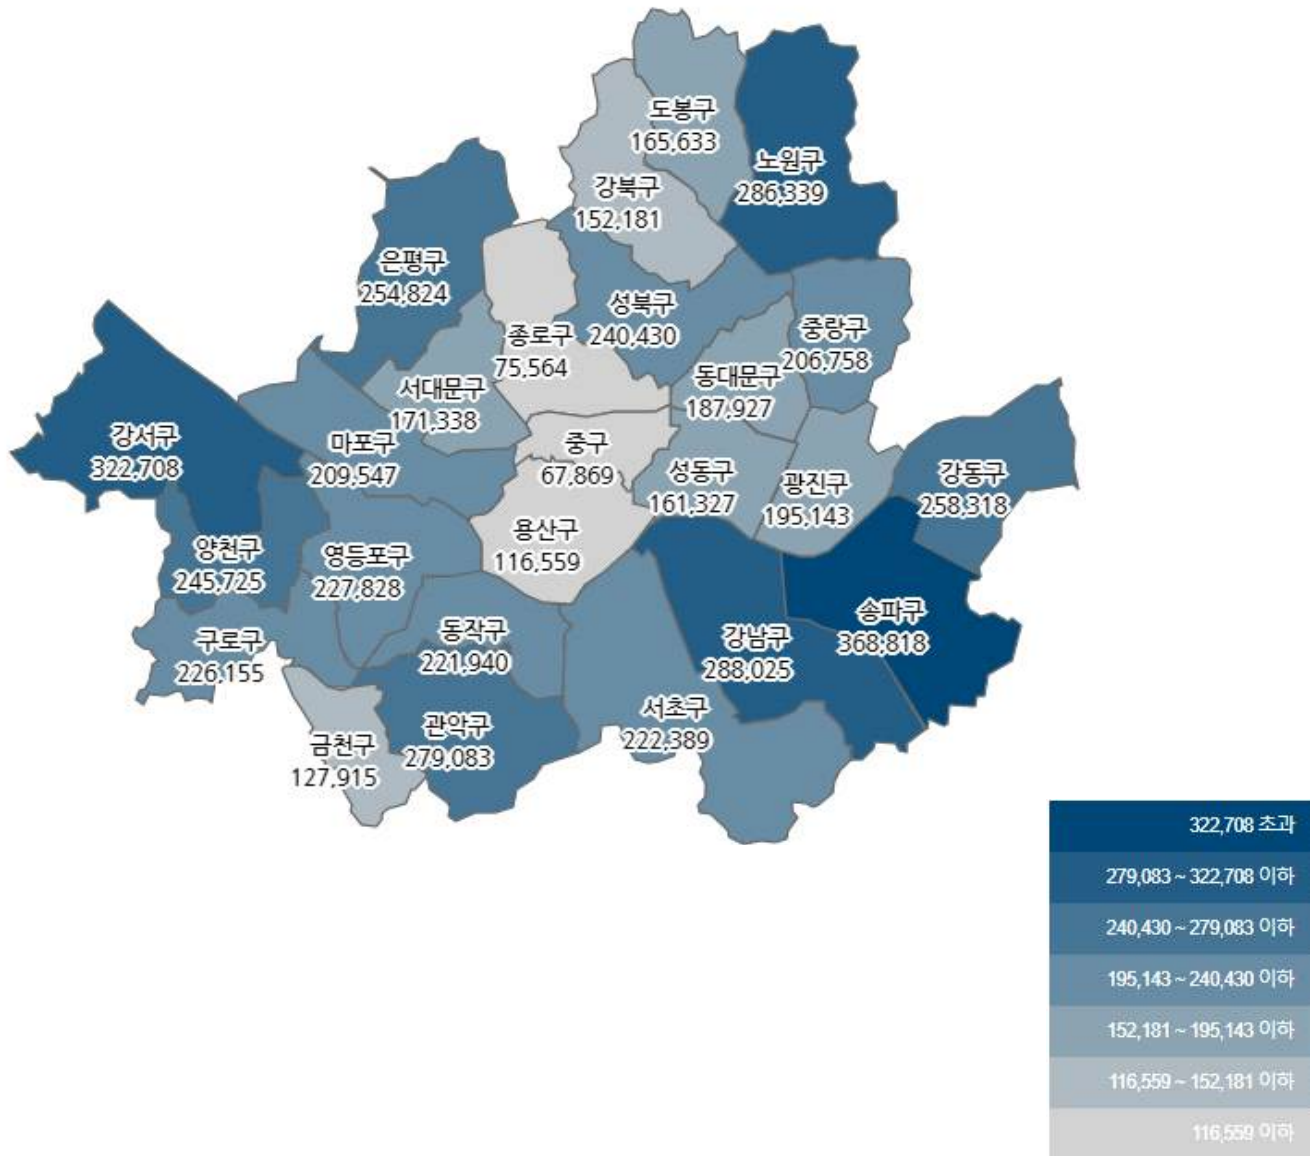 도봉구
165,633
노원구
286,339
강북구
152,181
은평구
254,824
성북구
240,430
종로구
75,564
중랑구
206,758
동대문구
187,927
서대문구
171,338
강서구
322,708
마포구
209,547
중구
67,869
성동구
161,327
광진구
195,143
강동구
258,318
용산구
116,559
양천구
245,725
영등포구
227,828
구로구
226,155
동작구
221,940
강남구
288,025
송파구
368,818
서초구
222,389
관악구
279,083
금천구
127,915
322,708 초과
279,083 ~ 322,708 이하
240,430 ~ 279,083 이하
195,143 ~ 240,430 이하
152,181 ~ 195,143 이하
116,559 ~ 152,181 이하
116,559 이하